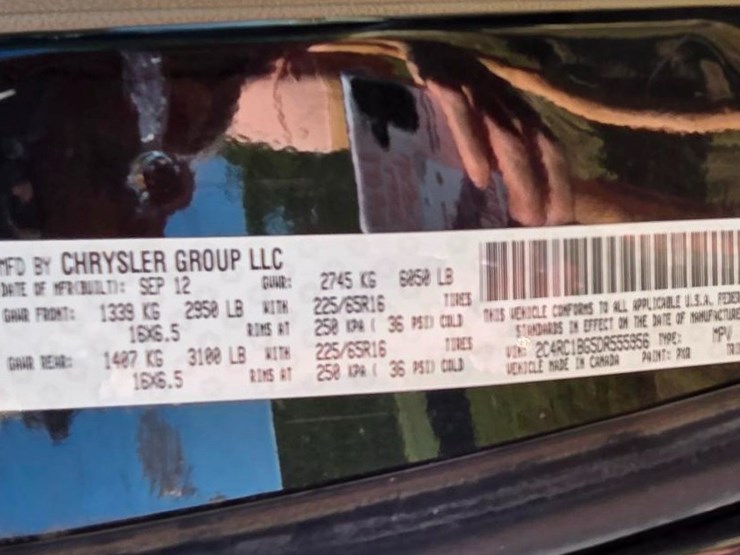 MFD BY CHRYSLER GROUP LLC
DATE OF MFR(BUILT): SEP 12 GVWR: 2745 KG 6050 LB
GAWR FRONT: 1339 KG 2950 LB WITH 225/65R16 TIRES
16X6.5 RIMS AT 250 KPA ( 36 PSI) COLD
GAWR REAR: 1407 KG 3100 LB WITH 225/65R16 TIRES
16X6.5 RIMS AT 250 KPA ( 36 PSI) COLD
THIS VEHICLE CONFORMS TO ALL APPLICABLE U.S.A. FEDER
STANDARDS IN EFFECT ON THE DATE OF MANUFACTURE
VIN: 2C4RC1BG5DR555956 TYPE: MPV
VEHICLE MADE IN CANADA PAINT: PXR TRI